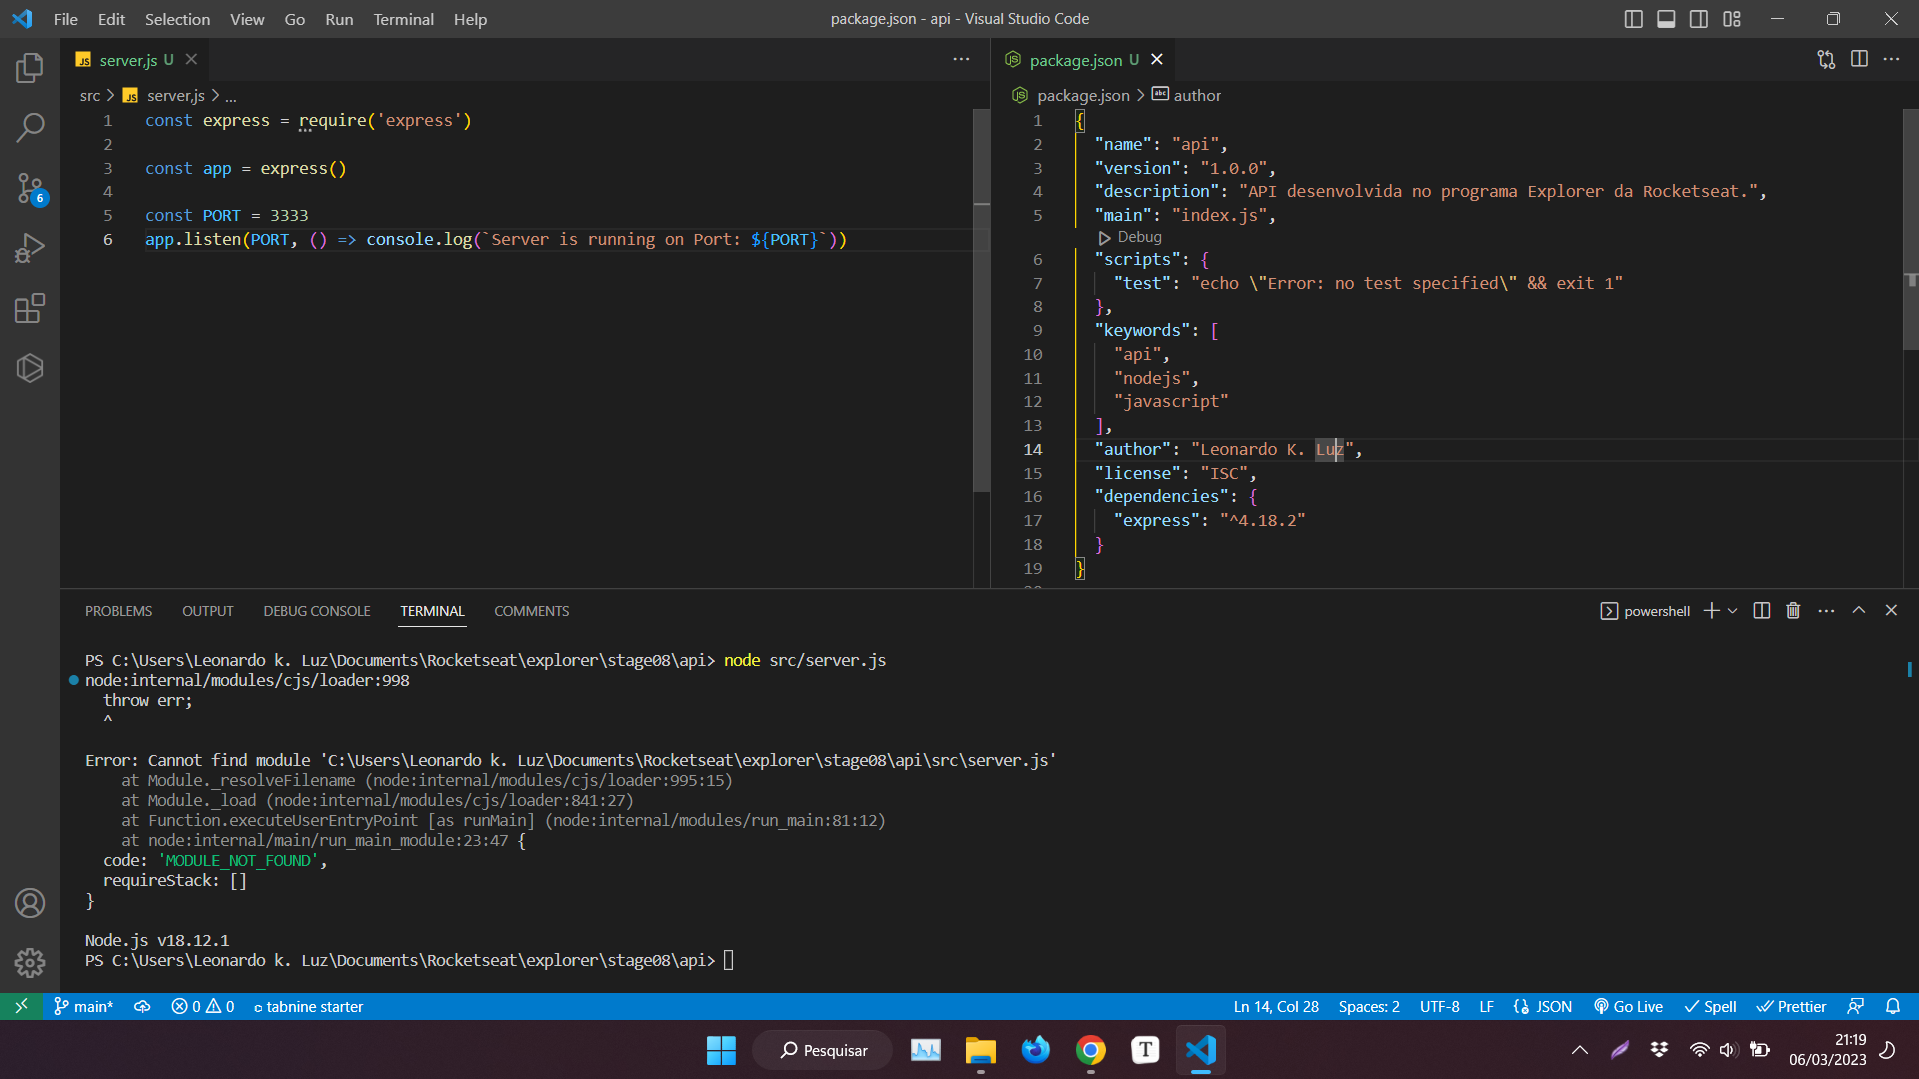 File Edit Selection View Go Run Terminal Help
package.json - api - Visual Studio Code
JS server,js U
package.json U
src > JS server,js > ...
package.json > abc author
1 const express = require('express')
2
3 const app = express()
4
5 const PORT = 3333
6 app.listen(PORT, () => console.log(`Server is running on Port: ${PORT}`))
1 {
2 "name": "api",
3 "version": "1.0.0",
4 "description": "API desenvolvida no programa Explorer da Rocketseat.",
5 "main": "index.js",
Debug
6 "scripts": {
7 "test": "echo \"Error: no test specified\" && exit 1"
8 },
9 "keywords": [
10 "api",
11 "nodejs",
12 "javascript"
13 ],
14 "author": "Leonardo K. Luz",
15 "license": "ISC",
16 "dependencies": {
17 "express": "^4.18.2"
18 }
19 }
6
PROBLEMS OUTPUT DEBUG CONSOLE TERMINAL COMMENTS
powershell
PS C:\Users\Leonardo k. Luz\Documents\Rocketseat\explorer\stage08\api> node src/server.js
node:internal/modules/cjs/loader:998
throw err;
^
Error: Cannot find module 'C:\Users\Leonardo k. Luz\Documents\Rocketseat\explorer\stage08\api\src\server.js'
at Module._resolveFilename (node:internal/modules/cjs/loader:995:15)
at Module._load (node:internal/modules/cjs/loader:841:27)
at Function.executeUserEntryPoint [as runMain] (node:internal/modules/run_main:81:12)
at node:internal/main/run_main_module:23:47 {
code: 'MODULE_NOT_FOUND',
requireStack: []
}
Node.js v18.12.1
PS C:\Users\Leonardo k. Luz\Documents\Rocketseat\explorer\stage08\api>
main* 0 0 tabnine starter
Ln 14, Col 28 Spaces: 2 UTF-8 LF JSON Go Live Spell Prettier
Pesquisar
T
21:19
06/03/2023